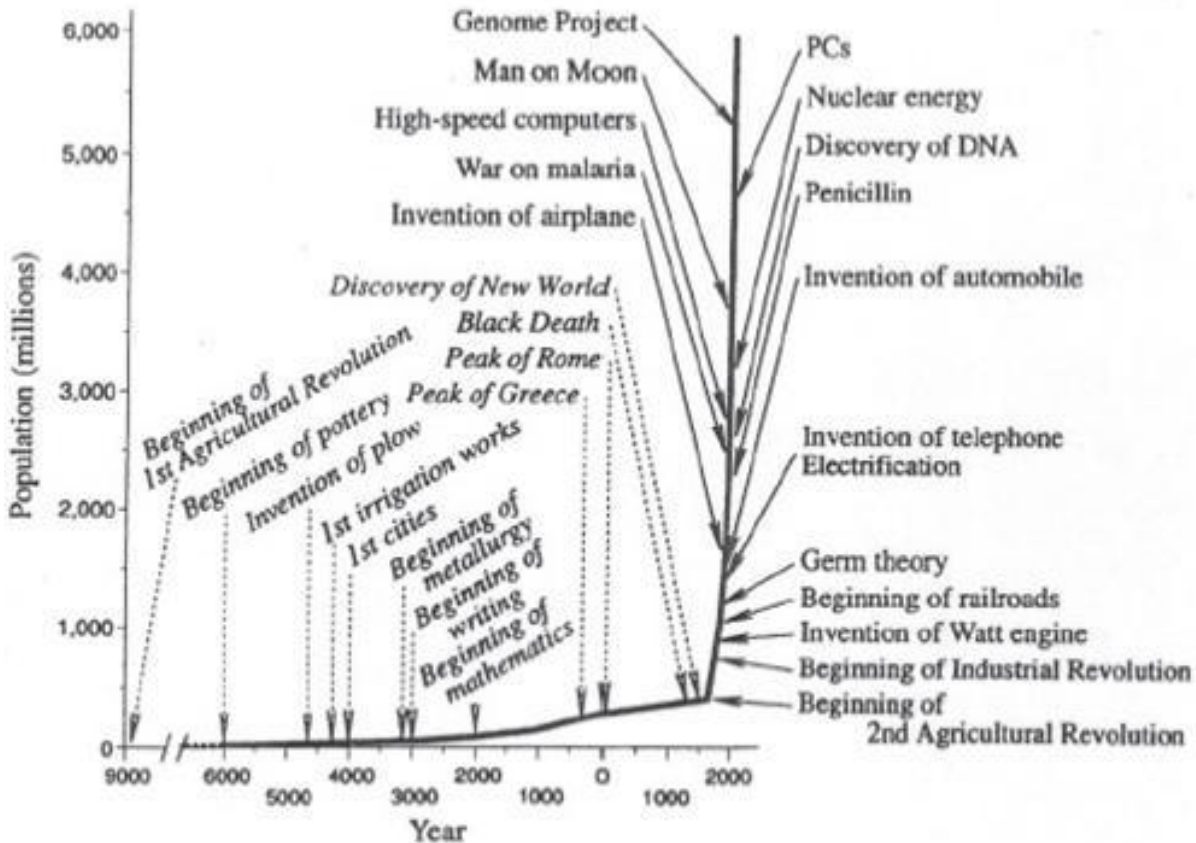 6,000
5,000
4,000
3,000
2,000
1,000
0
Population (millions)
Genome Project
Man on Moon
High-speed computers
War on malaria
Invention of airplane
Discovery of New World
Black Death
Peak of Rome
Peak of Greece
Beginning of
1st Agricultural Revolution
Beginning of pottery
Invention of plow
1st irrigation works
1st cities
Beginning of
metallurgy
Beginning of
writing
Beginning of
mathematics
PCs
Nuclear energy
Discovery of DNA
Penicillin
Invention of automobile
Invention of telephone
Electrification
Germ theory
Beginning of railroads
Invention of Watt engine
Beginning of Industrial Revolution
Beginning of
2nd Agricultural Revolution
9000 6000 4000 2000 0 2000
5000 3000 1000 1000
Year